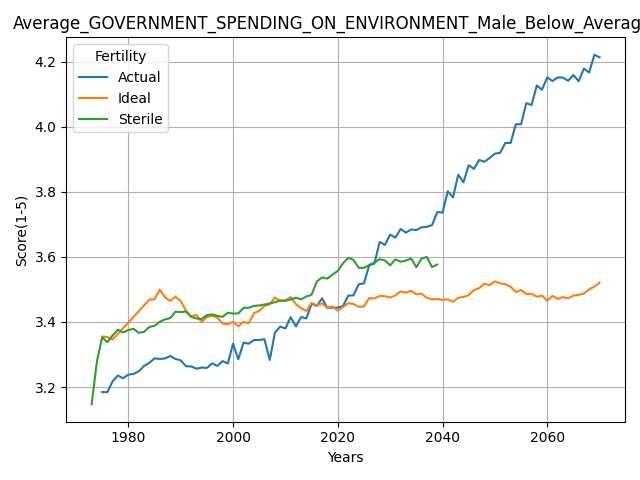 Average_GOVERNMENT_SPENDING_ON_ENVIRONMENT_Male_Below_Averag
Fertility
Actual
Ideal
Sterile
4.2
4.0
3.8
3.6
3.4
3.2
Score(1-5)
1980 2000 2020 2040 2060
Years